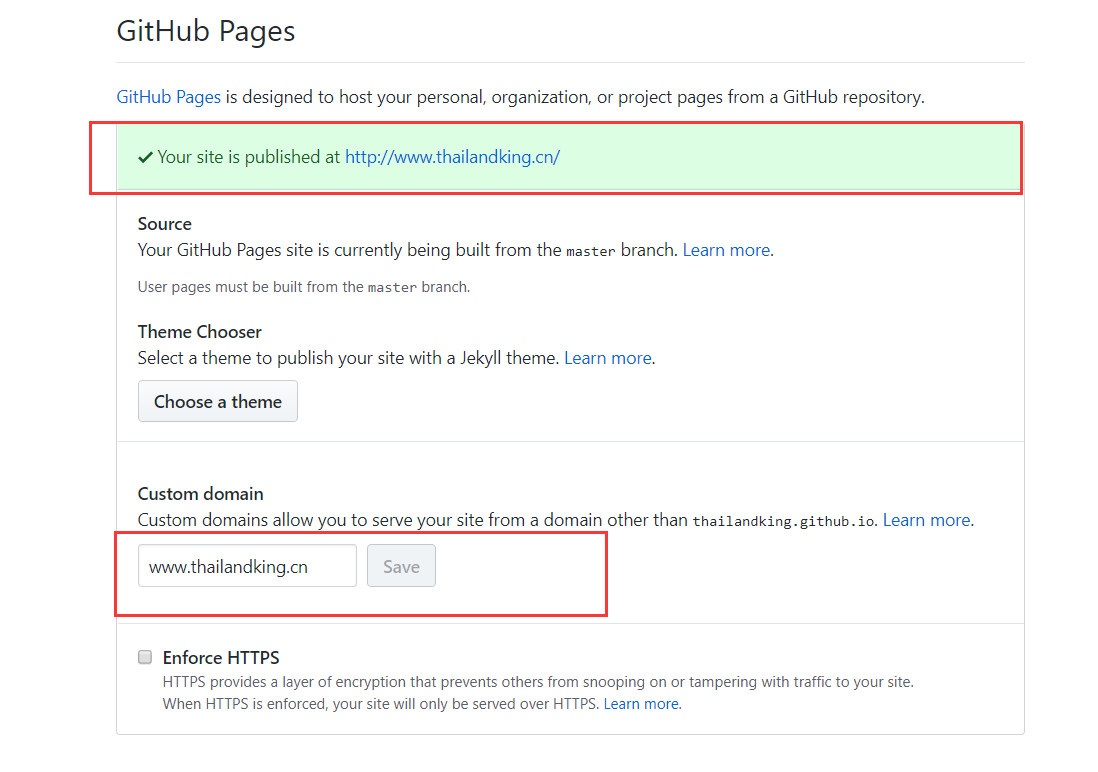 GitHub Pages
GitHub Pages is designed to host your personal, organization, or project pages from a GitHub repository.
Your site is published at http://www.thailandking.cn/
Source
Your GitHub Pages site is currently being built from the master branch. Learn more.
User pages must be built from the master branch.
Theme Chooser
Select a theme to publish your site with a Jekyll theme. Learn more.
Choose a theme
Custom domain
Custom domains allow you to serve your site from a domain other than thailandking.github.io. Learn more.
www.thailandking.cn Save
Enforce HTTPS
HTTPS provides a layer of encryption that prevents others from snooping on or tampering with traffic to your site.
When HTTPS is enforced, your site will only be served over HTTPS. Learn more.